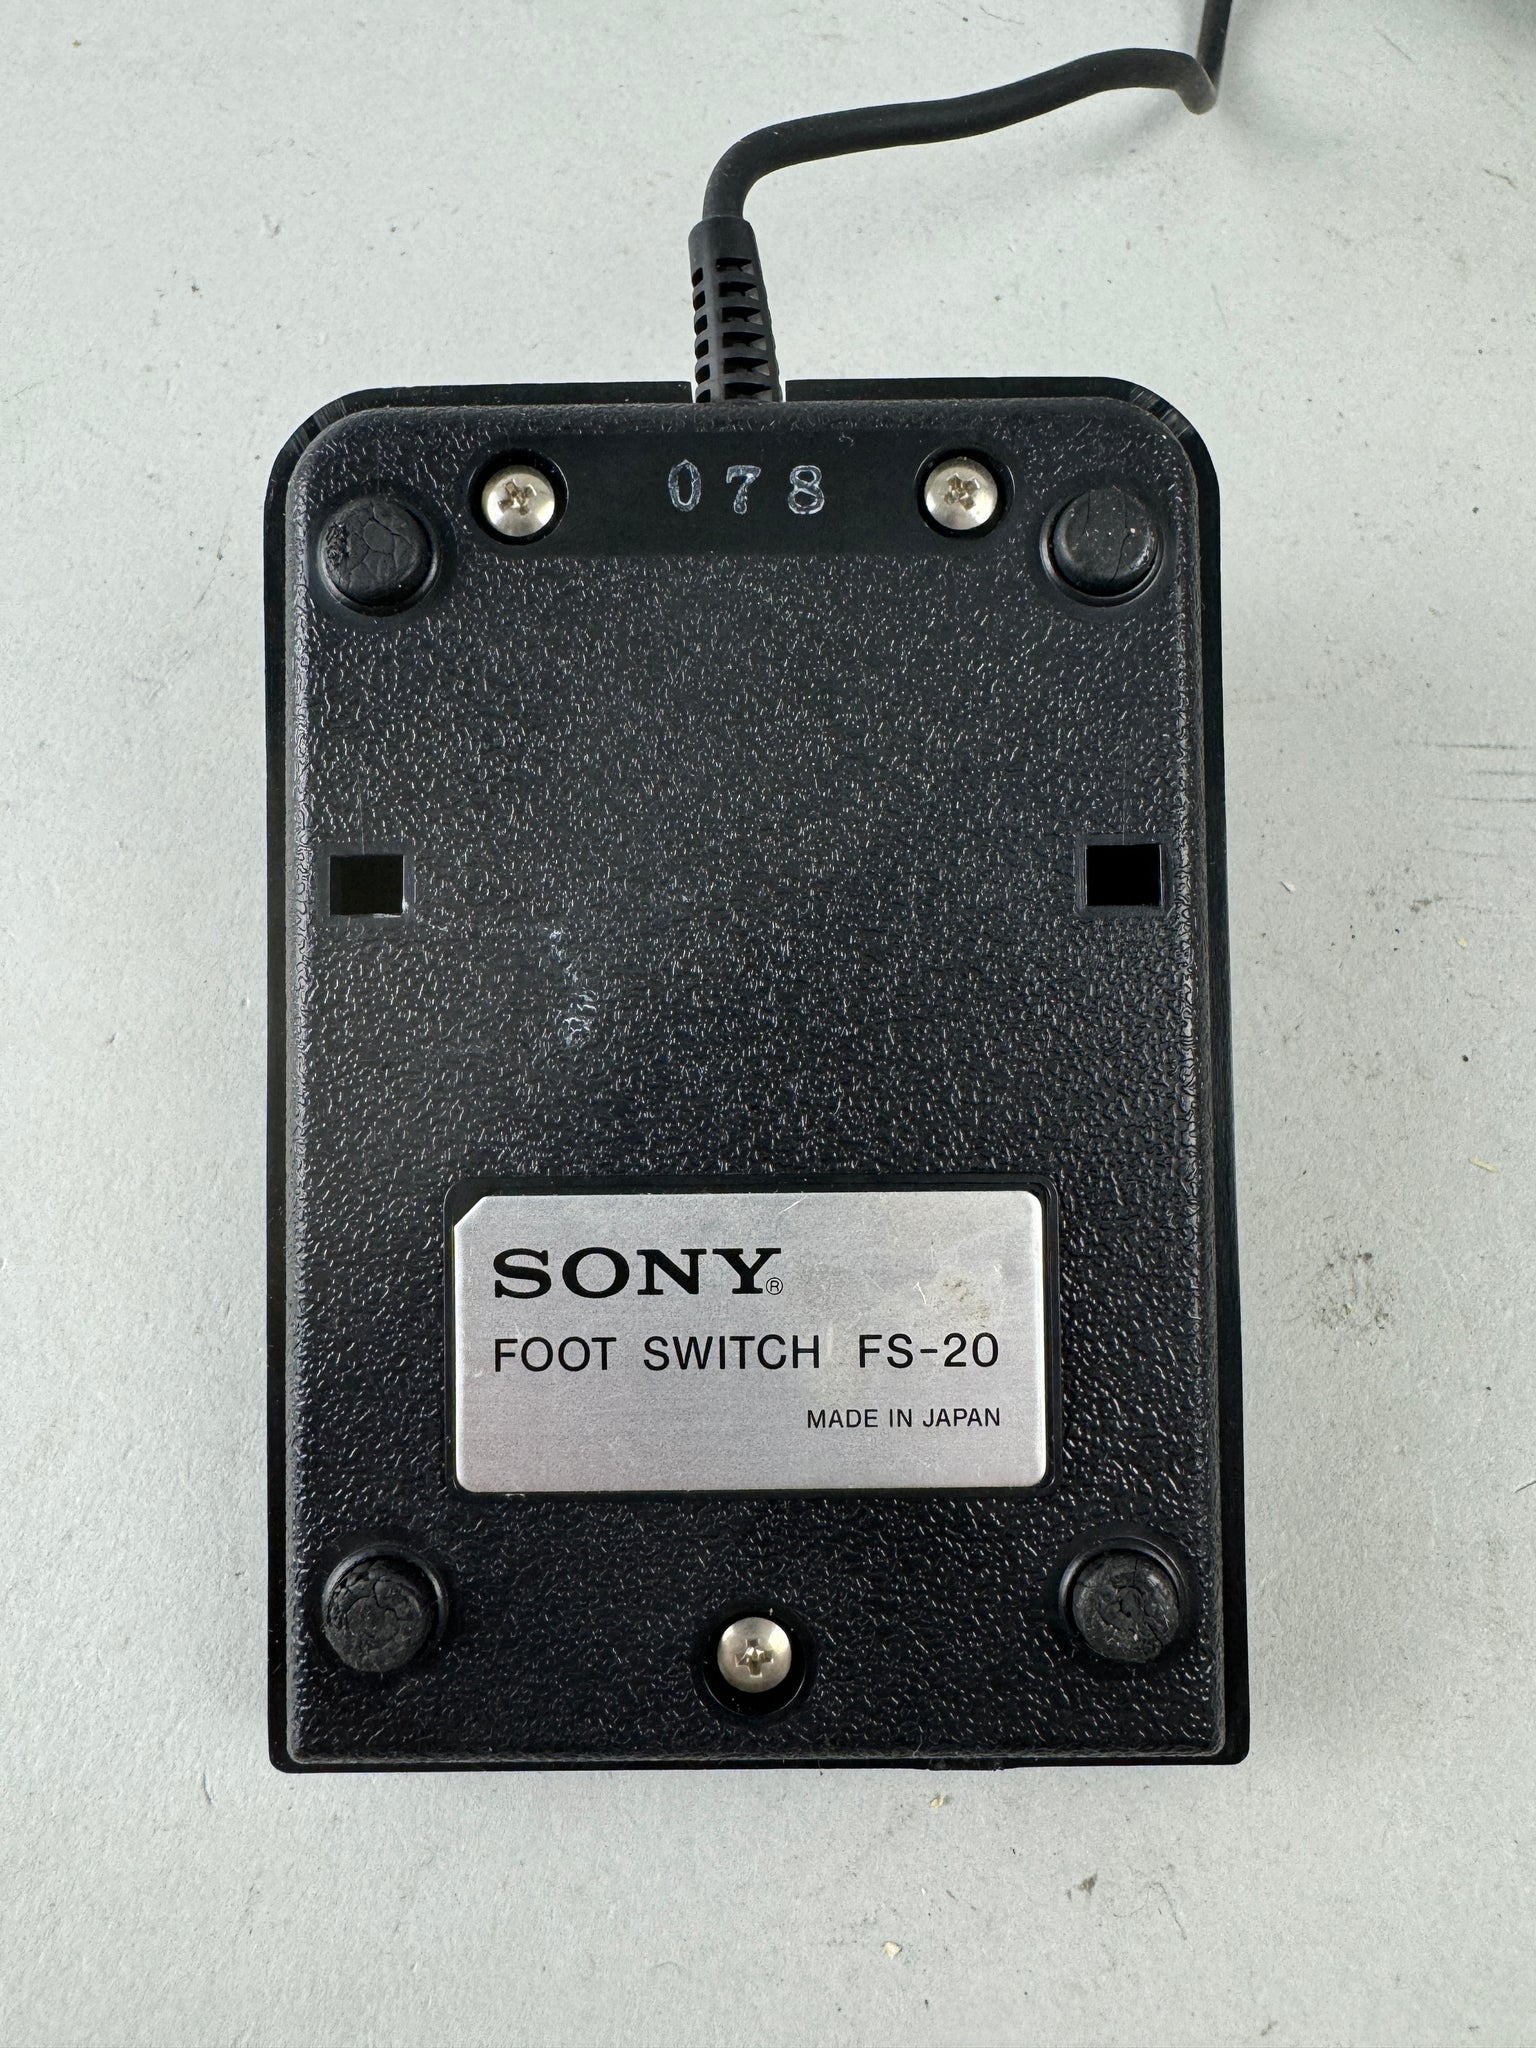 078
SONY®
FOOT SWITCH FS-20
MADE IN JAPAN